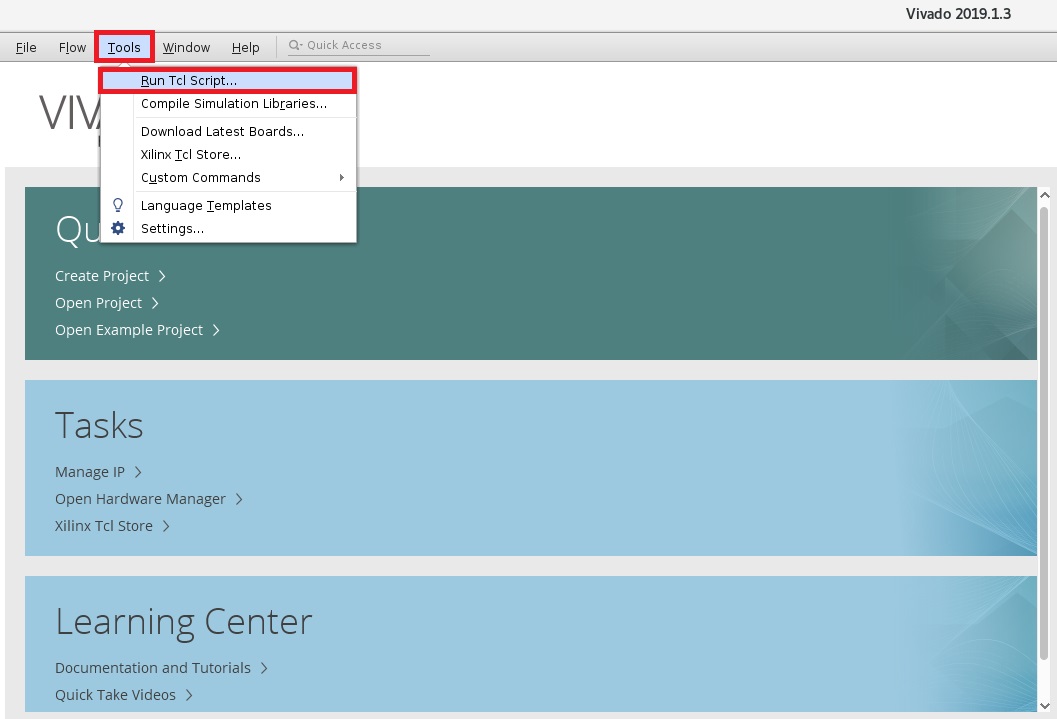 Vivado 2019.1.3
File Flow Tools Window Help Quick Access
Run Tcl Script...
Compile Simulation Libraries...
Download Latest Boards...
Xilinx Tcl Store...
Custom Commands
Language Templates
Settings...
Create Project
Open Project
Open Example Project
Tasks
Manage IP
Open Hardware Manager
Xilinx Tcl Store
Learning Center
Documentation and Tutorials
Quick Take Videos